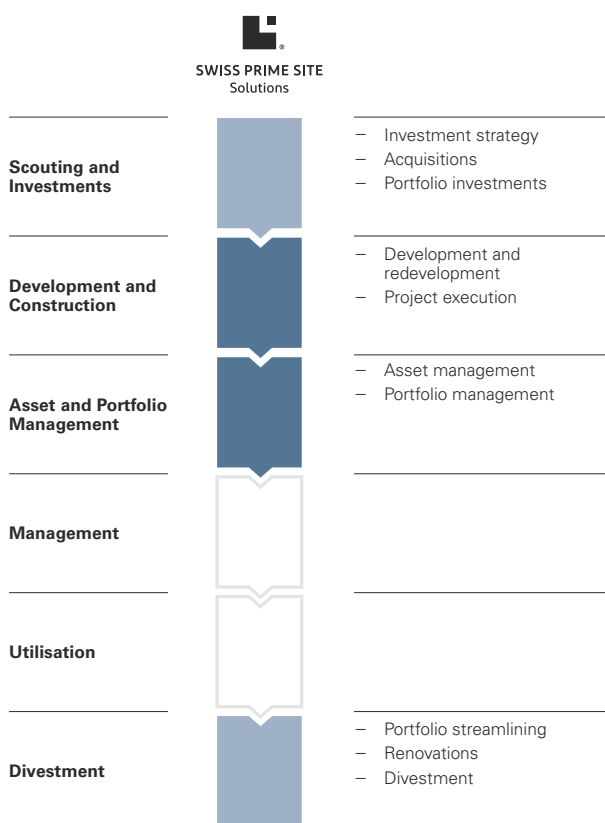 SWISS PRIME SITE
Solutions
Scouting and
Investments
– Investment strategy
– Acquisitions
– Portfolio investments
Development and
Construction
– Development and
redevelopment
– Project execution
Asset and Portfolio
Management
– Asset management
– Portfolio management
Management
Utilisation
Divestment
– Portfolio streamlining
– Renovations
– Divestment